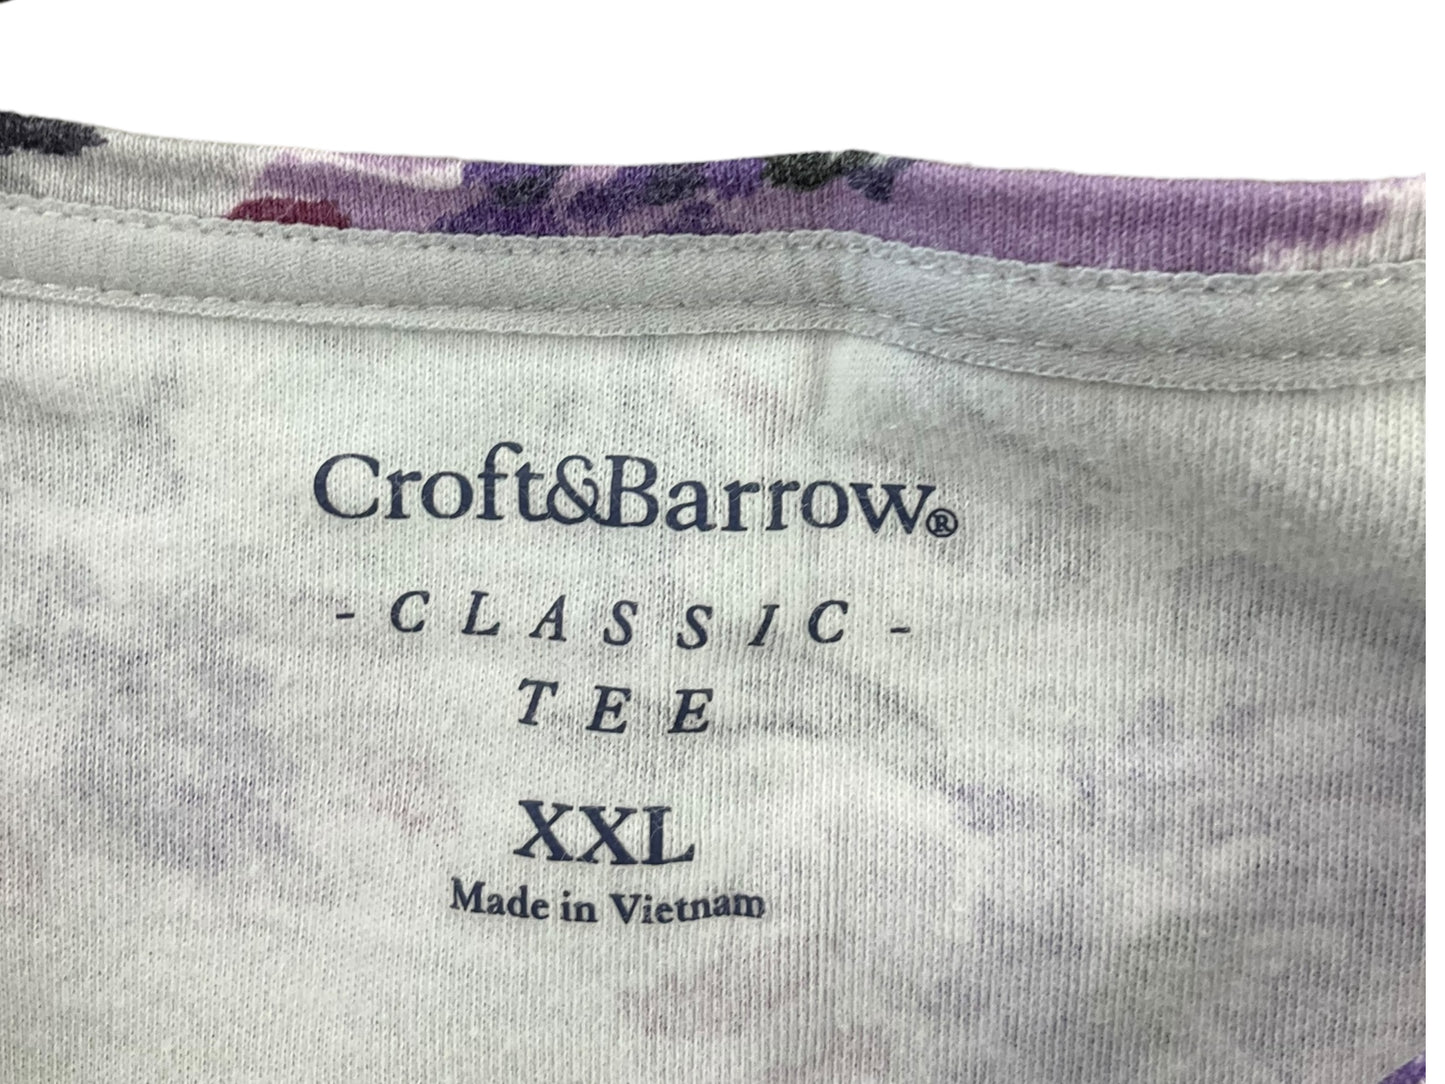 Croft&Barrow®
- CLASSIC -
TEE
XXL
Made in Vietnam